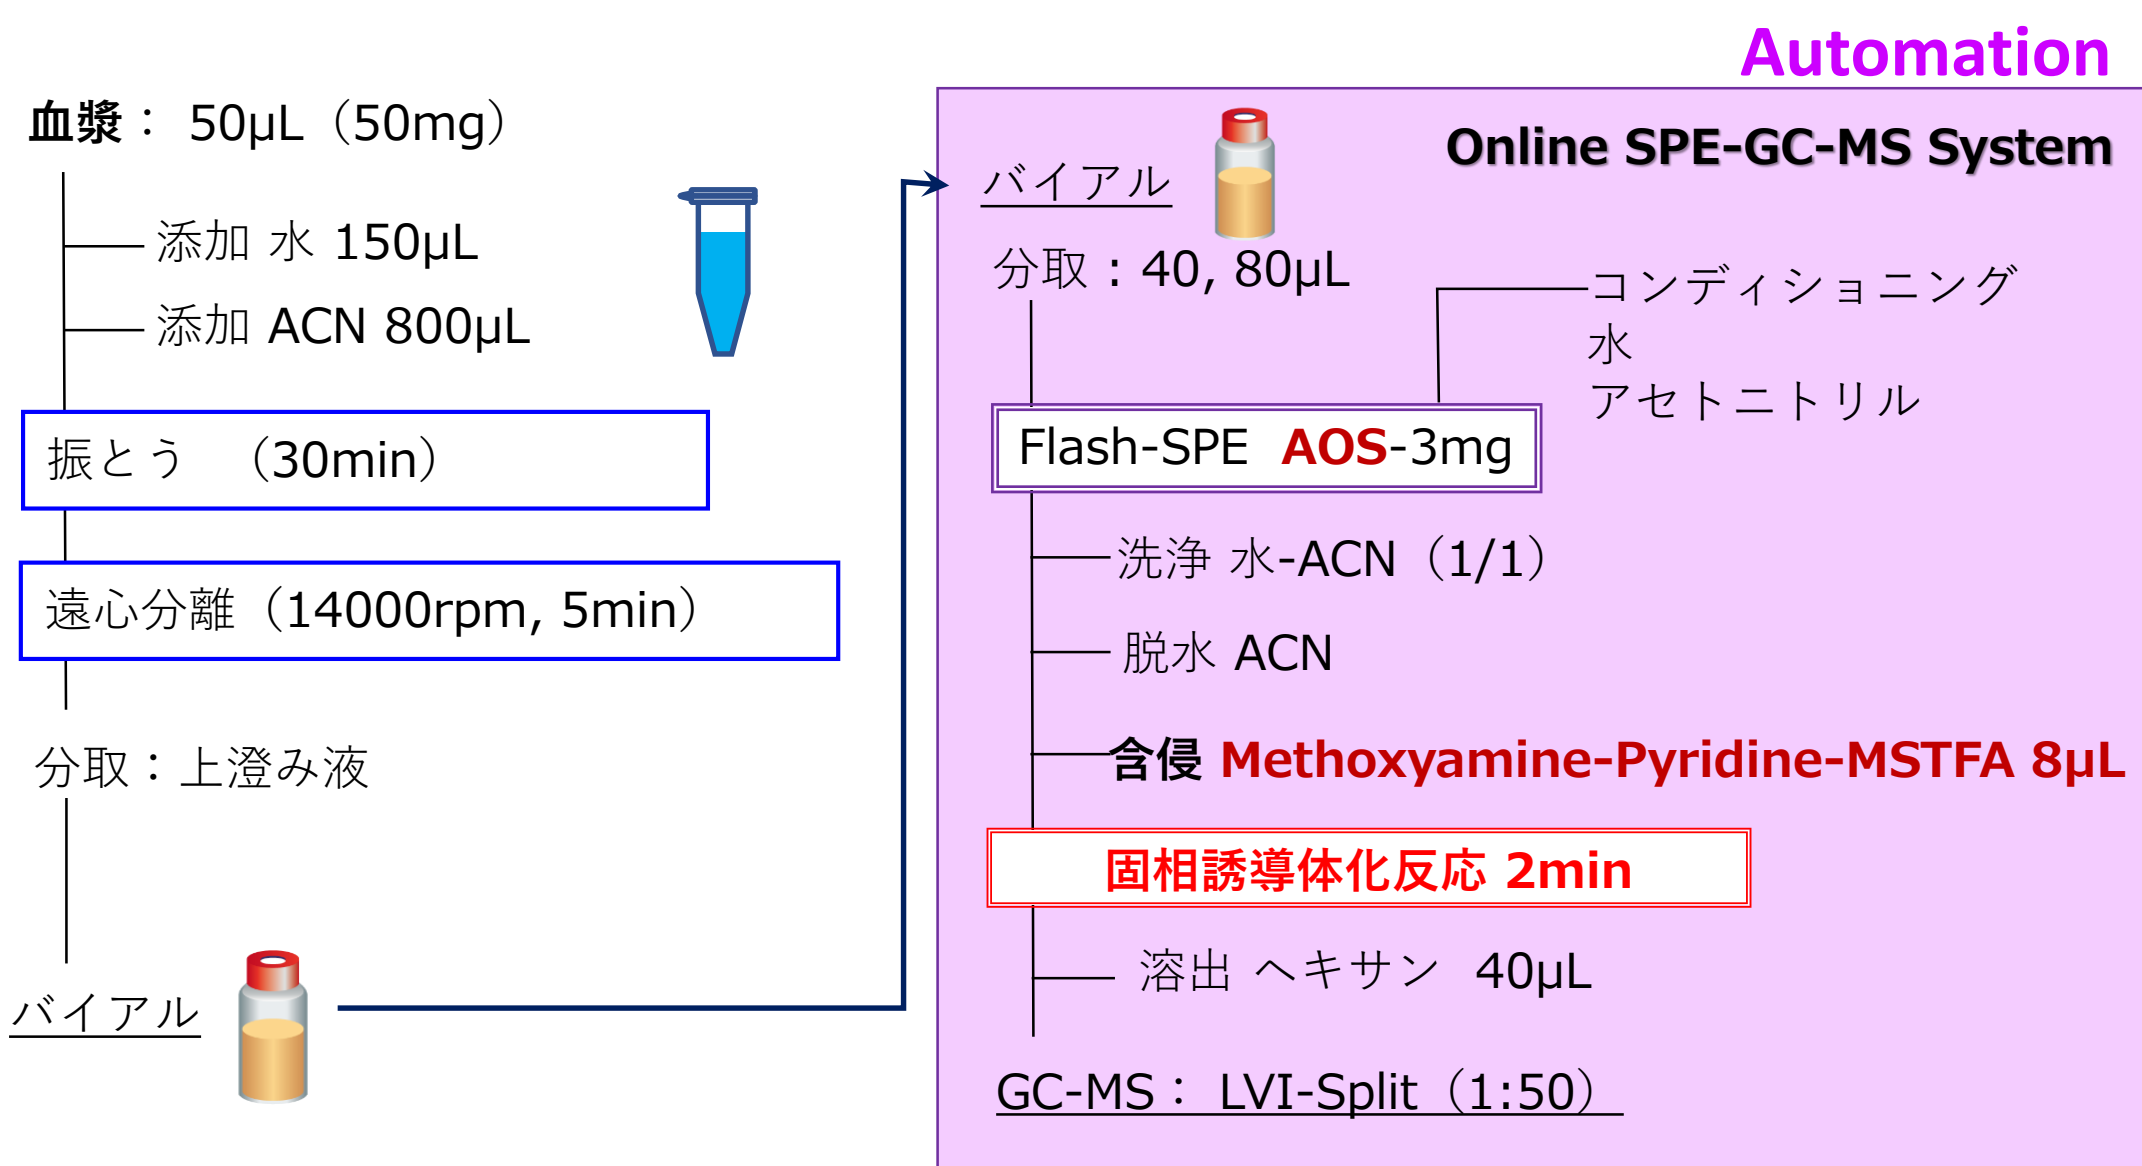 Automation
血漿： 50μL（50mg）
添加 水 150μL
添加 ACN 800μL
振とう　（30min）
遠心分離（14000rpm, 5min）
分取：上澄み液
バイアル
Online SPE-GC-MS System
バイアル
分取 : 40, 80μL
コンディショニング
水
アセトニトリル
Flash-SPE AOS-3mg
洗浄 水-ACN（1/1）
脱水 ACN
含侵 Methoxyamine-Pyridine-MSTFA 8μL
固相誘導体化反応 2min
溶出 ヘキサン 40μL
GC-MS： LVI-Split（1:50）